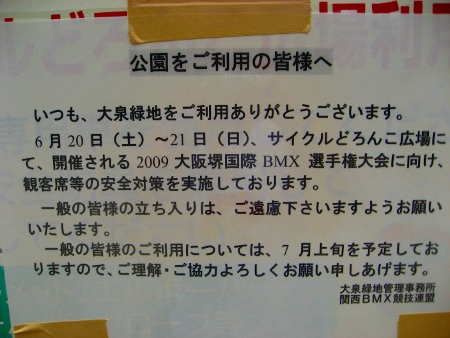 公園をご利用の皆様へ
いつも、大泉緑地をご利用ありがとうございます。
6月20日（土）～21日（日）、サイクルどろんこ広場に
て、開催される2009大阪堺国際BMX 選手権大会に向け、
観客席等の安全対策を実施しております。
一般の皆様の立ち入りは、ご遠慮下さいますようお願い
いたします。
一般の皆様のご利用については、7月上旬を予定してお
りますので、ご理解・ご協力よろしくお願い申しあげます。
大泉緑地管理事務所
関西BMX競技連盟